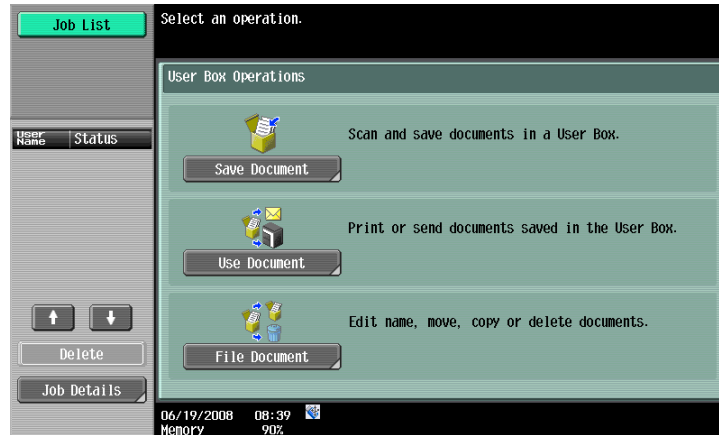 Job List
Select an operation.
User Box Operations
User Name Status
Scan and save documents in a User Box.
Save Document
Print or send documents saved in the User Box.
Use Document
Edit name, move, copy or delete documents.
File Document
Delete
Job Details
06/19/2008 08:39
Memory 90%